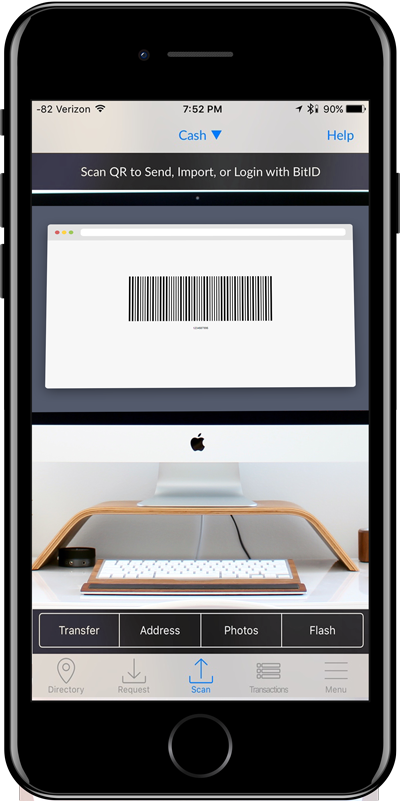 -82 Verizon 7:52 PM 90%
Cash ▼ Help
Scan QR to Send, Import, or Login with BitID
Transfer Address Photos Flash
Directory Request Scan Transactions Menu